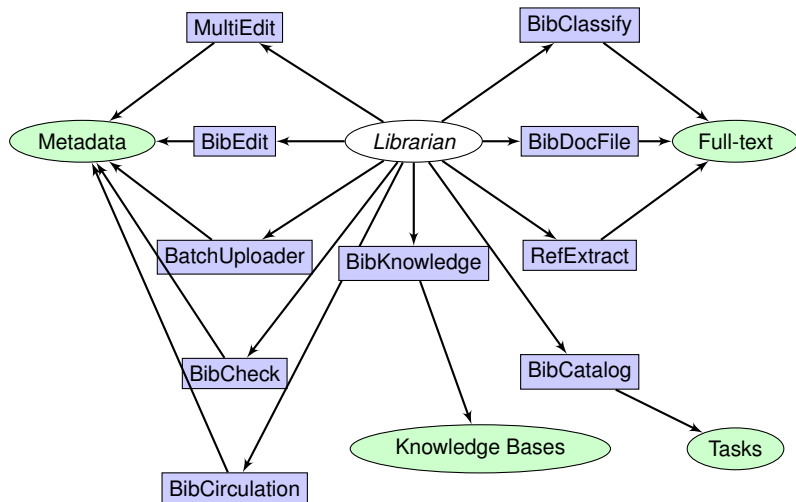 MultiEdit
BibClassify
Metadata
BibEdit
Librarian
BibDocFile
Full-text
BatchUploader
BibKnowledge
RefExtract
BibCheck
BibCatalog
Knowledge Bases
Tasks
BibCirculation